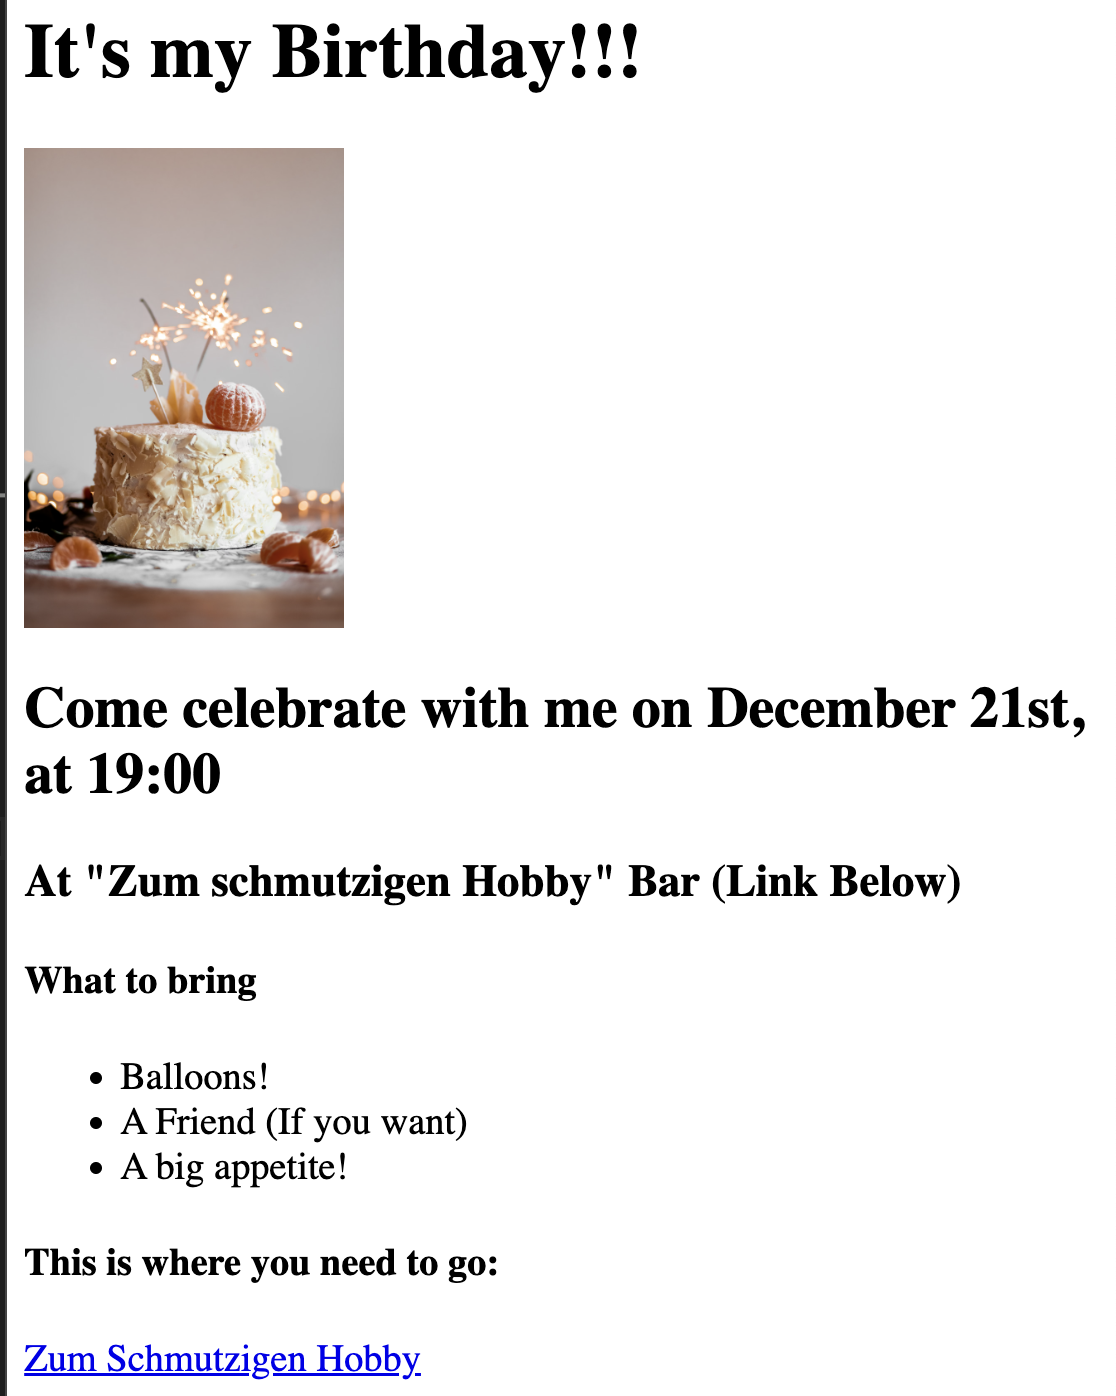 It's my Birthday!!!
Come celebrate with me on December 21st,
at 19:00
At "Zum schmutzigen Hobby" Bar (Link Below)
What to bring
• Balloons!
• A Friend (If you want)
• A big appetite!
This is where you need to go:
Zum Schmutzigen Hobby